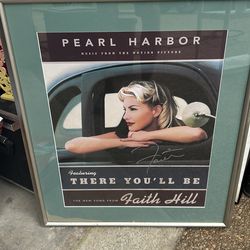 PEARL HARBOR
MUSIC FROM THE MOTION PICTURE
Featuring
THERE YOU'LL BE
THE NEW SONG FROM Faith Hill